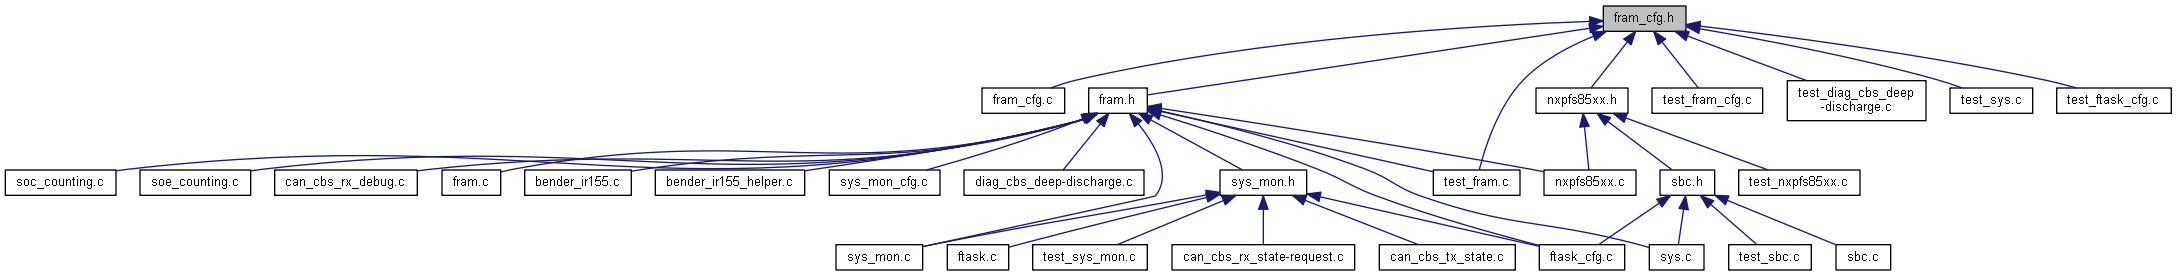 fram_cfg.h
fram_cfg.c
fram.h
nxpfs85xx.h
test_fram_cfg.c
test_diag_cbs_deep
-discharge.c
test_sys.c
test_ftask_cfg.c
soc_counting.c
soe_counting.c
can_cbs_rx_debug.c
fram.c
bender_ir155.c
bender_ir155_helper.c
sys_mon_cfg.c
diag_cbs_deep-discharge.c
sys_mon.h
test_fram.c
nxpfs85xx.c
sbc.h
test_nxpfs85xx.c
sys_mon.c
ftask.c
test_sys_mon.c
can_cbs_rx_state-request.c
can_cbs_tx_state.c
ftask_cfg.c
sys.c
test_sbc.c
sbc.c